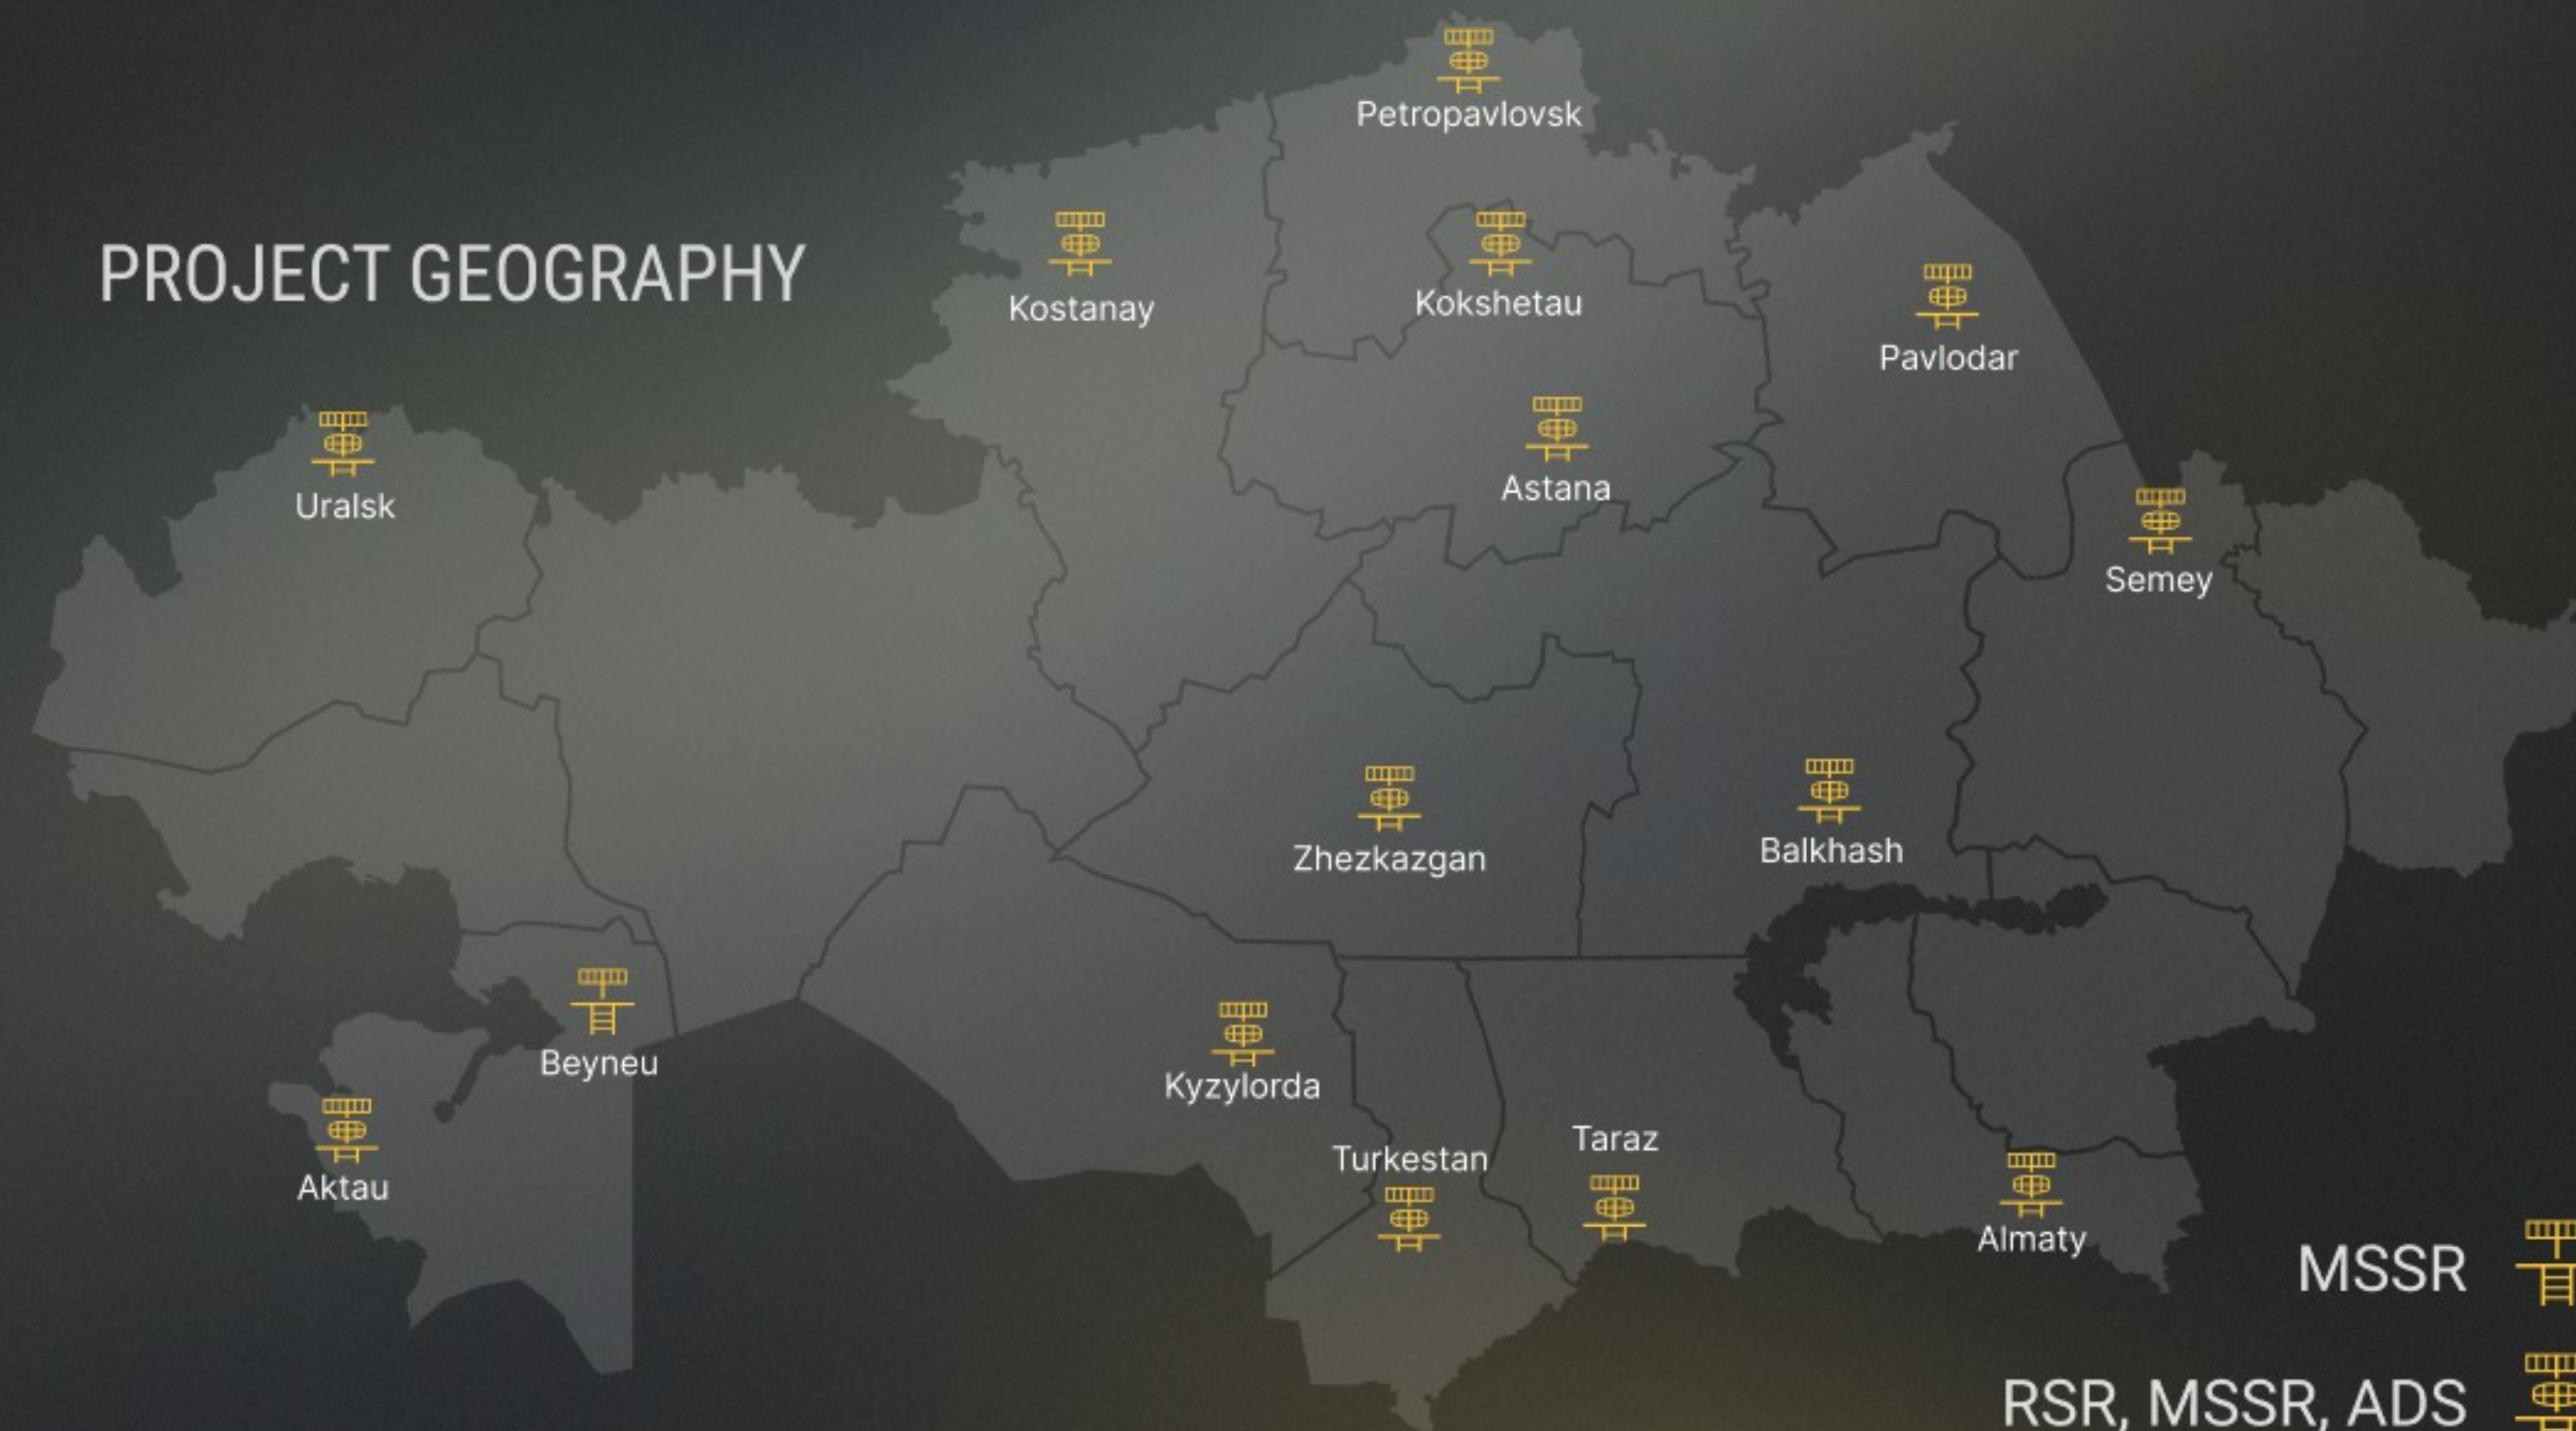 Petropavlovsk
PROJECT GEOGRAPHY
Kostanay
Kokshetau
Pavlodar
Astana
Uralsk
Semey
Zhezkazgan
Balkhash
Beyneu
Kyzylorda
Taraz
Turkestan
Aktau
Almaty
MSSR
RSR, MSSR, ADS